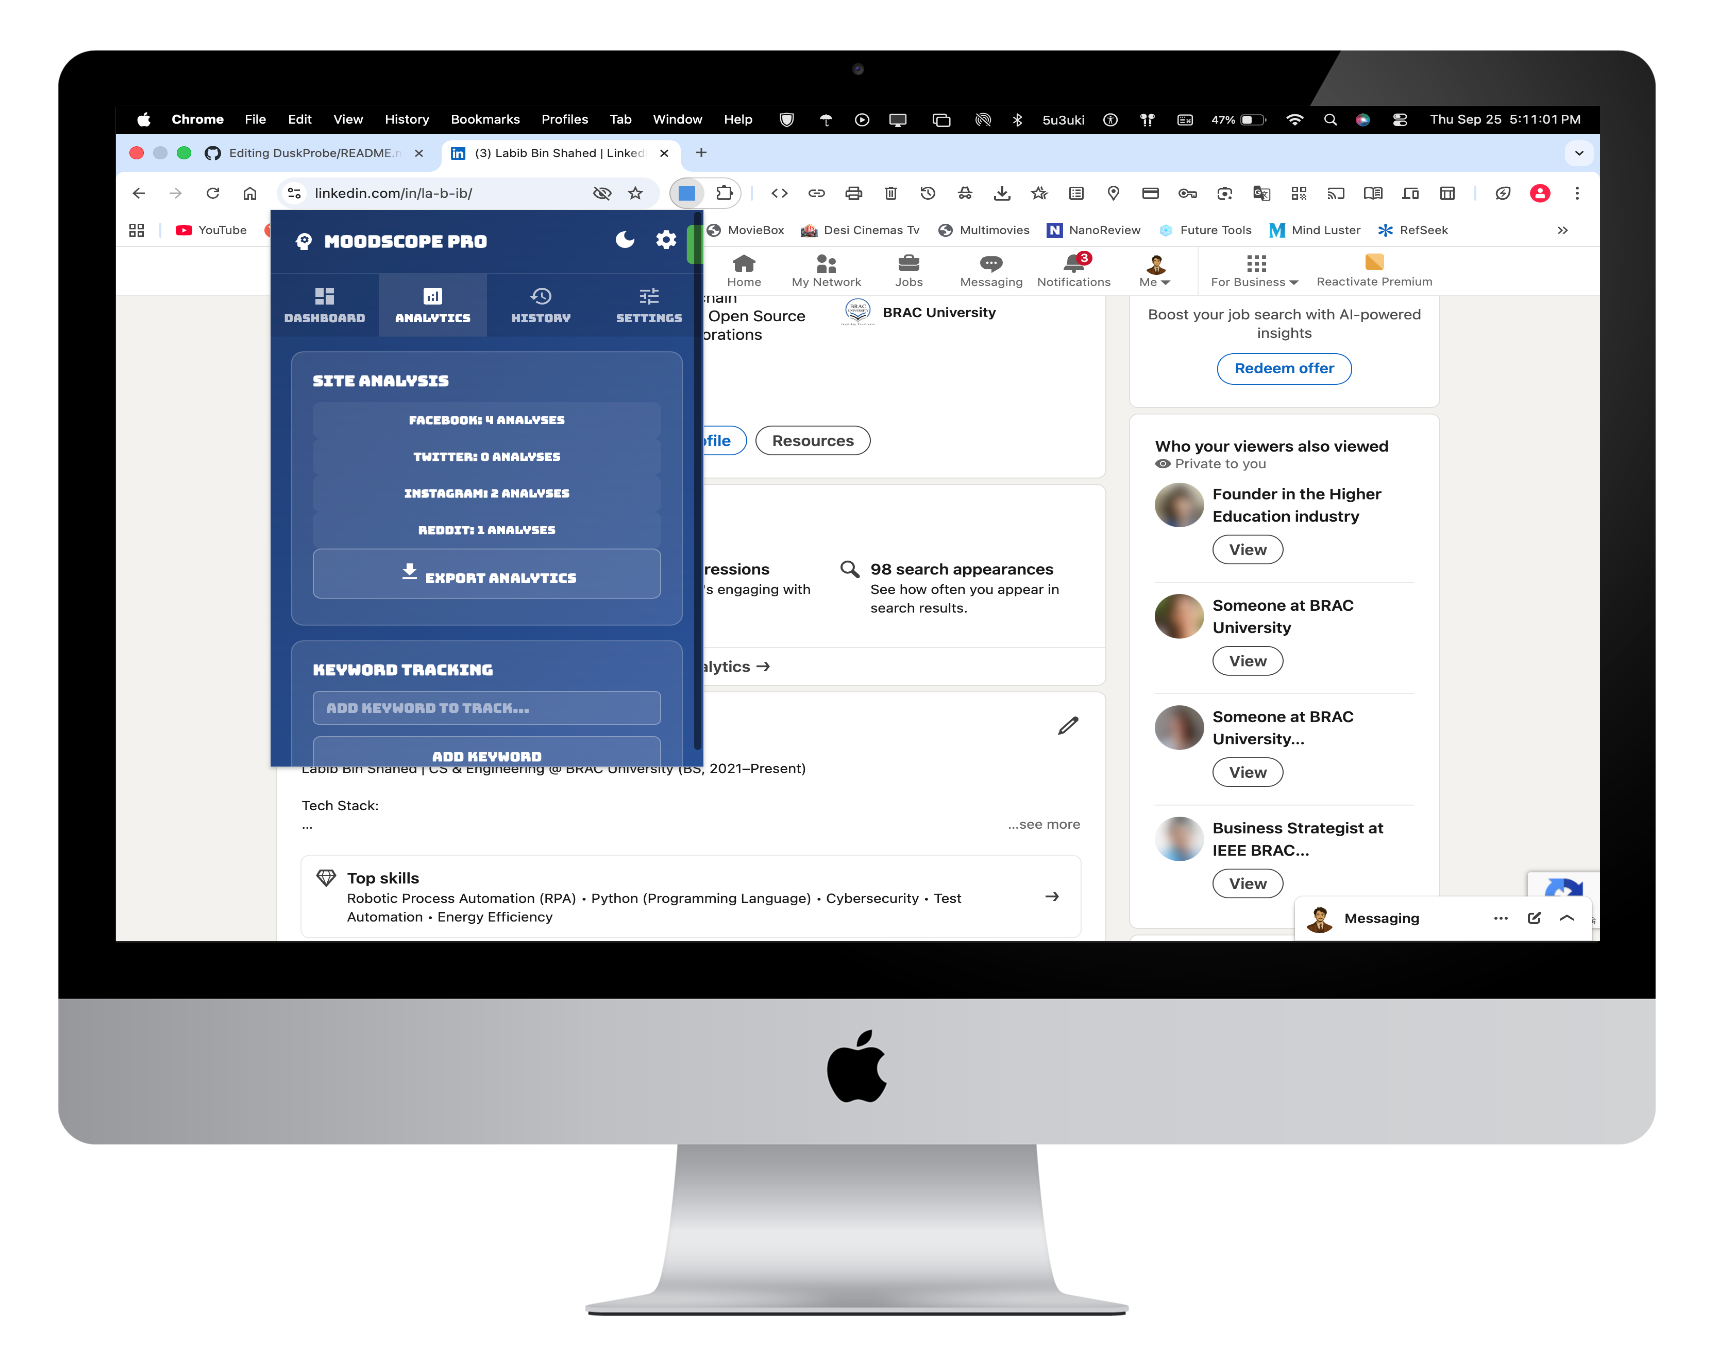 Chrome File Edit View History Bookmarks Profiles Tab Window Help 5u3uki 47% Thu Sep 25 5:11:01 PM
Editing DuskProbe/README.n
in (3) Labib Bin Shahed | Linked
linkedin.com/in/la-b-ib/
YouTube MovieBox Desi Cinemas Tv Multimovies N NanoReview Future Tools Mind Luster RefSeek
MOODSCOPE PRO
DASHBOARD ANALYTICS HISTORY SETTINGS
SITE ANALYSIS
FACEBOOK: 4 ANALYSES
TWITTER: 0 ANALYSES
INSTAGRAM: 2 ANALYSES
REDDIT: 1 ANALYSES
EXPORT ANALYTICS
KEYWORD TRACKING
ADD KEYWORD TO TRACK...
ADD KEYWORD
Home My Network Jobs Messaging 3 Notifications Me For Business Reactivate Premium
chain
Open Source
orations
BRAC University
ofile Resources
ressions
's engaging with
98 search appearances
See how often you appear in
search results.
alytics →
Labib Bin Shahed | CS & Engineering @ BRAC University (BS, 2021–Present)
Tech Stack:
...
...see more
Top skills
Robotic Process Automation (RPA) • Python (Programming Language) • Cybersecurity • Test
Automation • Energy Efficiency
Boost your job search with AI-powered
insights
Redeem offer
Who your viewers also viewed
Private to you
Founder in the Higher
Education industry
View
Someone at BRAC
University
View
Someone at BRAC
University...
View
Business Strategist at
IEEE BRAC...
View
Messaging